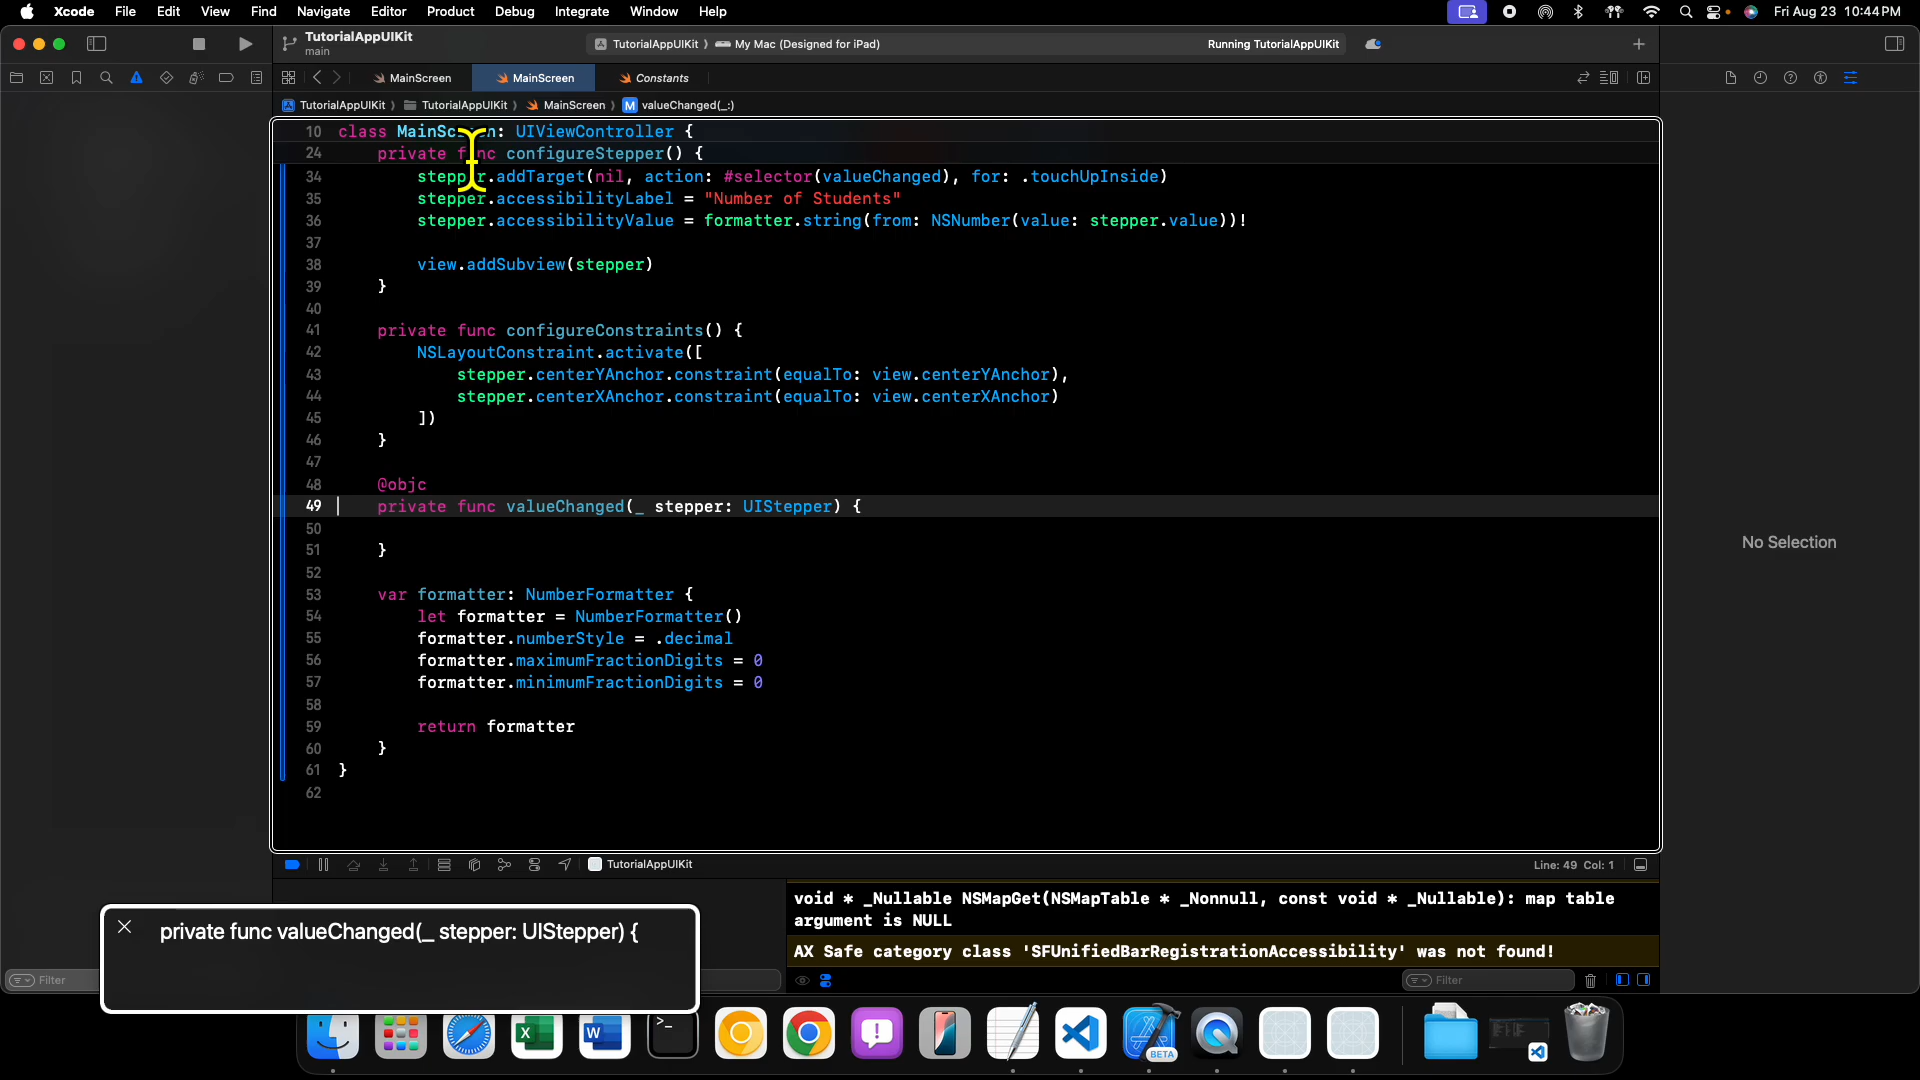 Xcode File Edit View Find Navigate Editor Product Debug Integrate Window Help Fri Aug 23 10:44 PM
TutorialAppUIKit
main
TutorialAppUIKit My Mac (Designed for iPad) Running TutorialAppUIKit
MainScreen MainScreen Constants
TutorialAppUIKit TutorialAppUIKit MainScreen M valueChanged(_:)
10 class MainScreen: UIViewController {
24 private func configureStepper() {
34 stepper.addTarget(nil, action: #selector(valueChanged), for: .touchUpInside)
35 stepper.accessibilityLabel = "Number of Students"
36 stepper.accessibilityValue = formatter.string(from: NSNumber(value: stepper.value))!
37
38 view.addSubview(stepper)
39 }
40
41 private func configureConstraints() {
42 NSLayoutConstraint.activate([
43 stepper.centerYAnchor.constraint(equalTo: view.centerYAnchor),
44 stepper.centerXAnchor.constraint(equalTo: view.centerXAnchor)
45 ])
46 }
47
48 @objc
49 private func valueChanged(_ stepper: UIStepper) {
50
51 }
52
53 var formatter: NumberFormatter {
54 let formatter = NumberFormatter()
55 formatter.numberStyle = .decimal
56 formatter.maximumFractionDigits = 0
57 formatter.minimumFractionDigits = 0
58
59 return formatter
60 }
61 }
62
No Selection
TutorialAppUIKit Line: 49 Col: 1
void * _Nullable NSMapGet(NSMapTable * _Nonnull, const void * _Nullable): map table
argument is NULL
AX Safe category class 'SFUnifiedBarRegistrationAccessibility' was not found!
private func valueChanged(_ stepper: UIStepper) {
Filter Filter
BETA